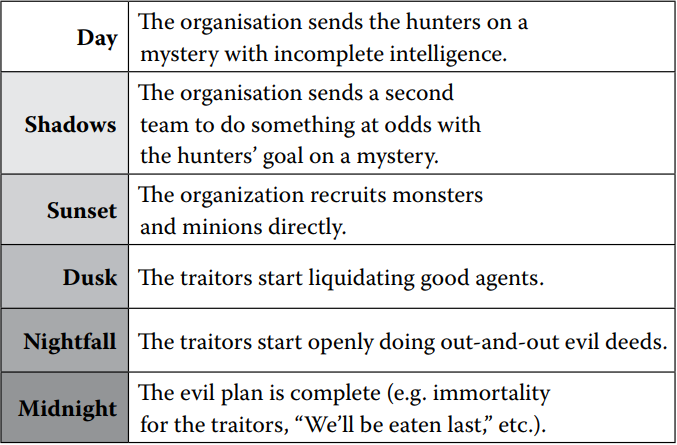 Day
The organisation sends the hunters on a
mystery with incomplete intelligence.
Shadows
The organisation sends a second
team to do something at odds with
the hunters’ goal on a mystery.
Sunset
The organization recruits monsters
and minions directly.
Dusk
The traitors start liquidating good agents.
Nightfall
The traitors start openly doing out-and-out evil deeds.
Midnight
The evil plan is complete (e.g. immortality
for the traitors, “We’ll be eaten last,” etc.).